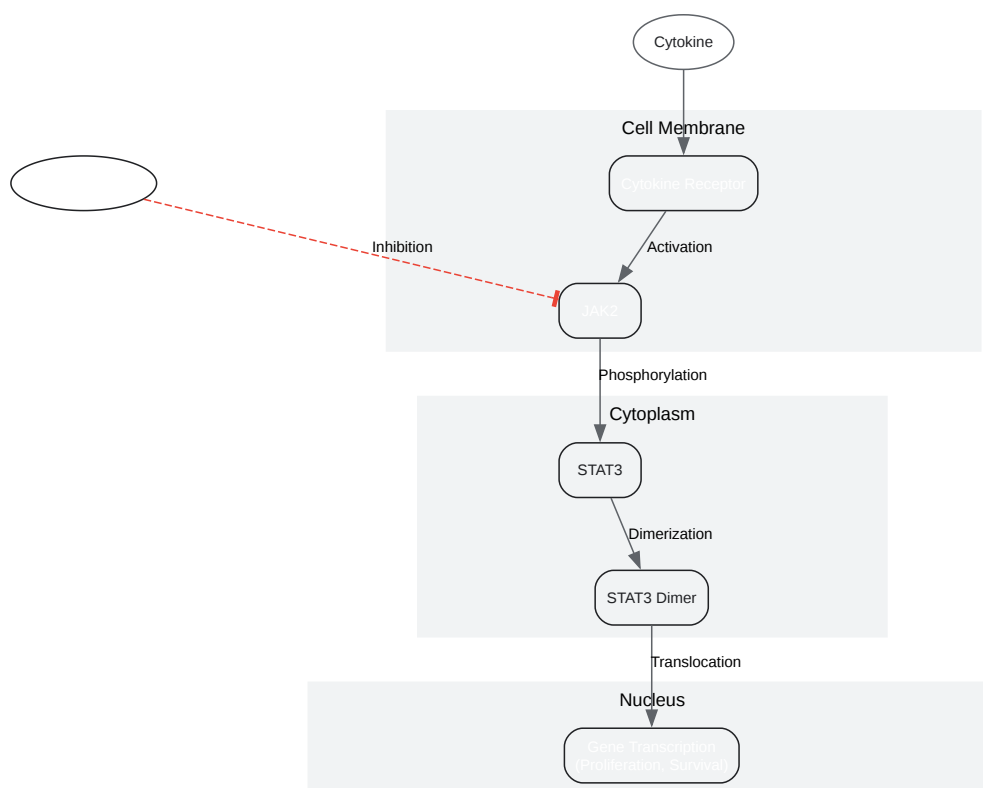 Cytokine
Cell Membrane
Cytokine Receptor
Inhibition
Activation
JAK2
Phosphorylation
Cytoplasm
STAT3
Dimerization
STAT3 Dimer
Translocation
Nucleus
Gene Transcription
(Proliferation, Survival)